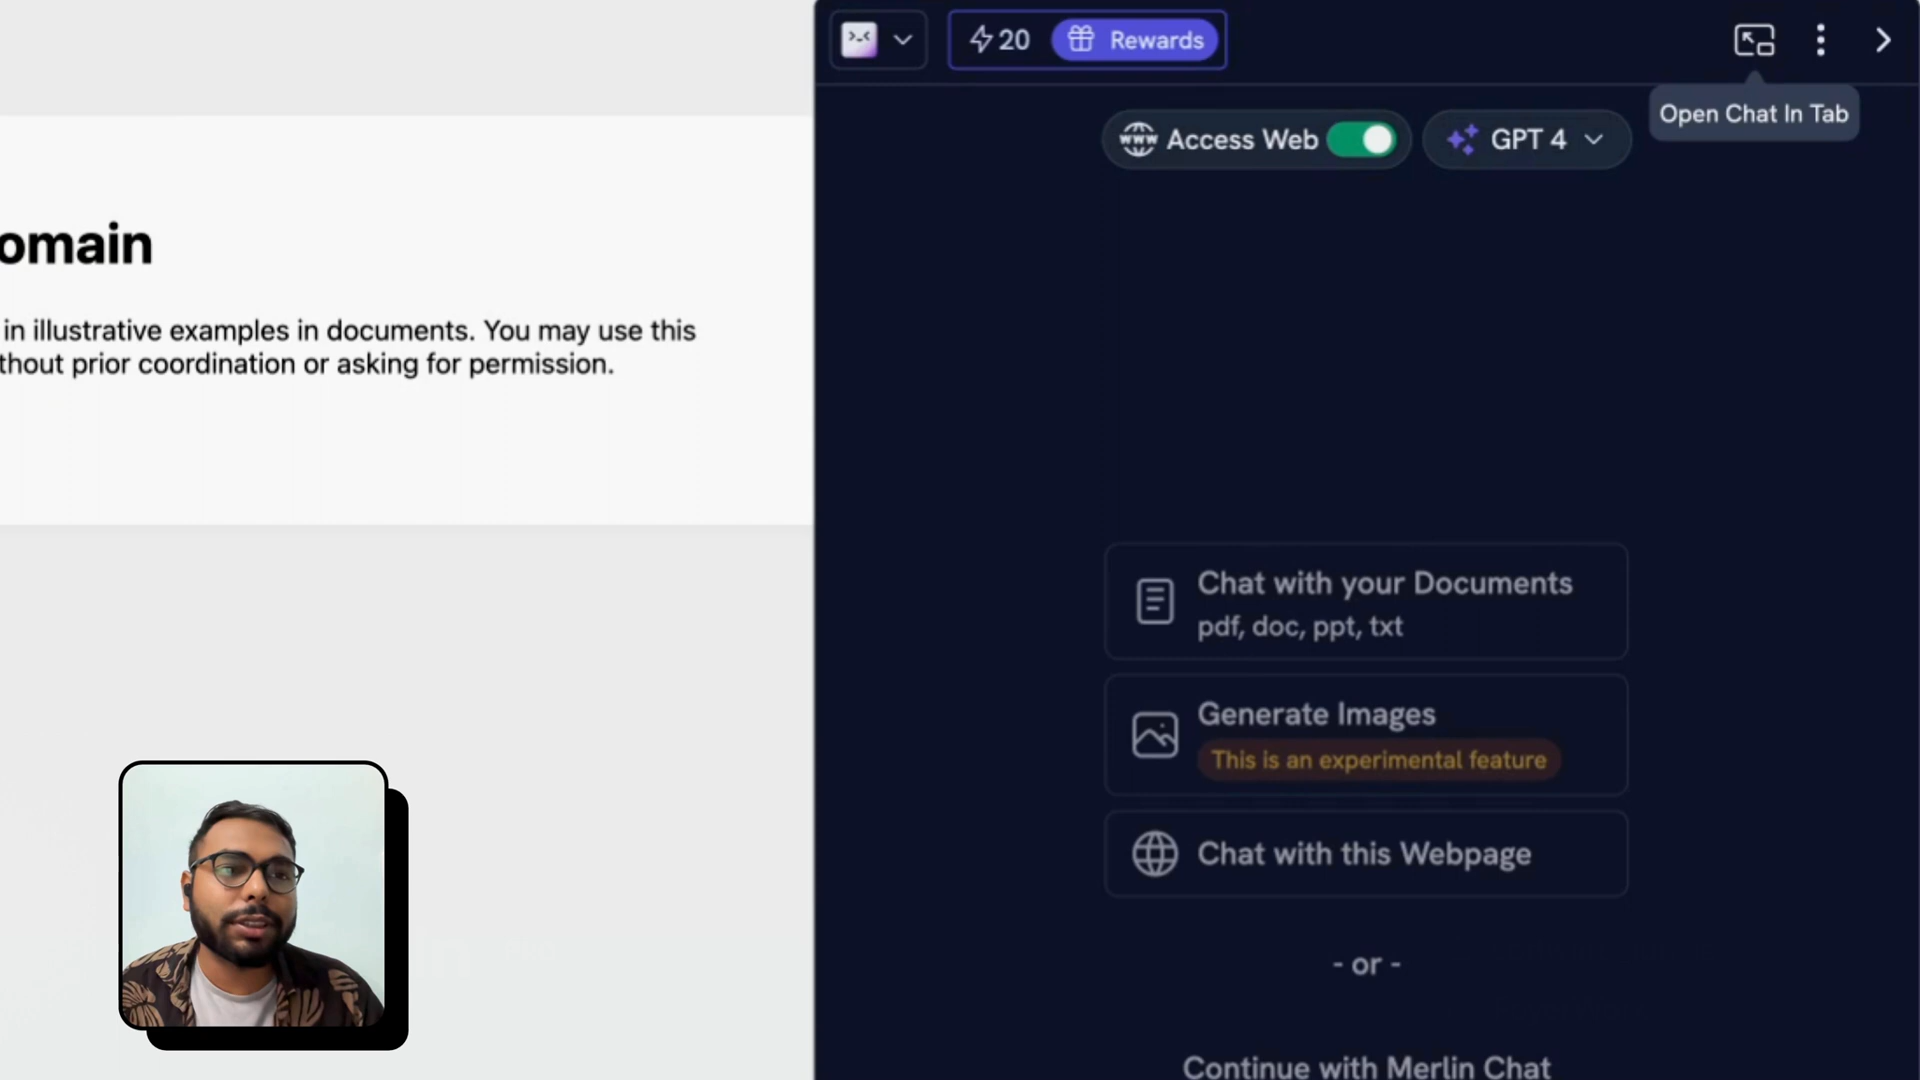 20
Rewards
Open Chat In Tab
www
Access Web
GPT 4
omain
in illustrative examples in documents. You may use this
thout prior coordination or asking for permission.
Chat with your Documents
pdf, doc, ppt, txt
Generate Images
This is an experimental feature
Chat with this Webpage
- or -
Continue with Merlin Chat